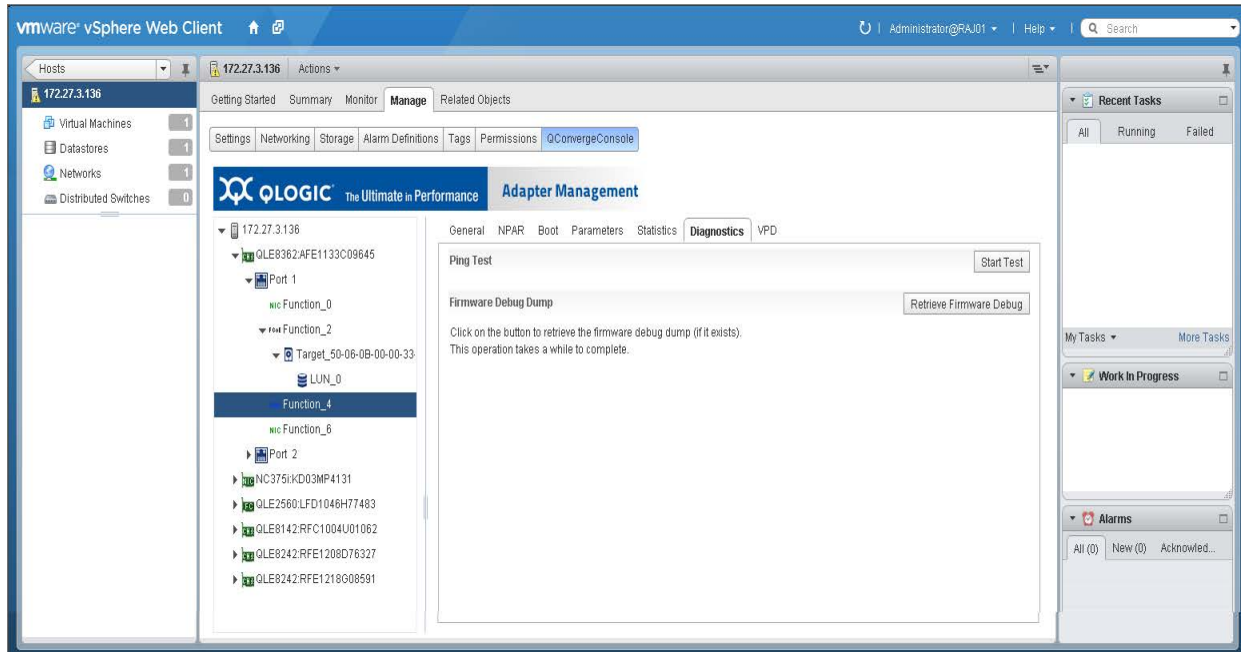 vmware® vSphere Web Client
Administrator@RAJ01 | Help
Search
Hosts
172.27.3.136
Virtual Machines 1
Datastores 1
Networks 1
Distributed Switches 0
172.27.3.136 Actions
Getting Started Summary Monitor Manage Related Objects
Settings Networking Storage Alarm Definitions Tags Permissions QConvergeConsole
QLOGIC The Ultimate in Performance Adapter Management
172.27.3.136
QLE8362:AFE1133C09645
Port 1
NIC Function_0
FCoE Function_2
Target_50-06-0B-00-00-33-
LUN_0
Function_4
NIC Function_6
Port 2
NC375i:KD03MP4131
QLE2560:LFD1046H77483
QLE8142:RFC1004U01062
QLE8242:RFE1208D76327
QLE8242:RFE1218G08591
General NPAR Boot Parameters Statistics Diagnostics VPD
Ping Test Start Test
Firmware Debug Dump Retrieve Firmware Debug
Click on the button to retrieve the firmware debug dump (if it exists).
This operation takes a while to complete.
Recent Tasks
All Running Failed
My Tasks More Tasks
Work In Progress
Alarms
All (0) New (0) Acknowled...